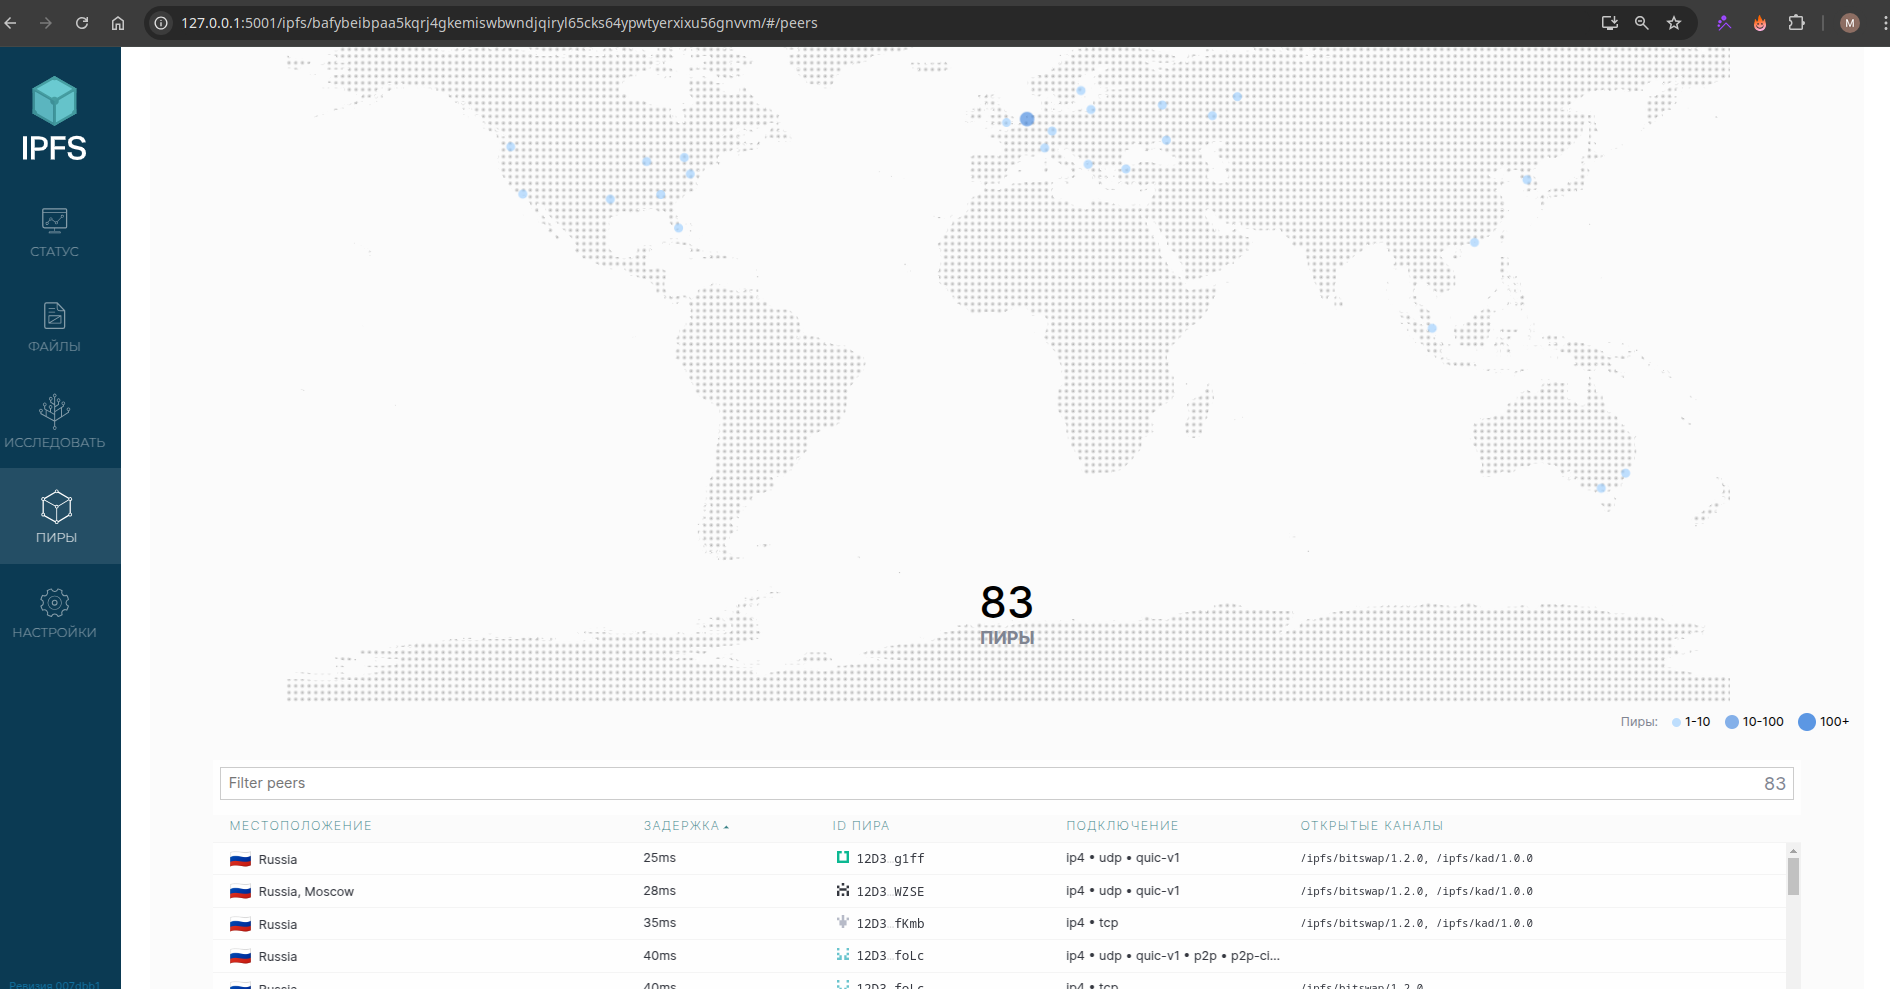 127.0.0.1:5001/ipfs/bafybeibpaa5kqrj4gkemiswbwndjqiryl65cks64ypwtyerxixu56gnvvm/#/peers
M
IPFS
СТАТУС
ФАЙЛЫ
ИССЛЕДОВАТЬ
ПИРЫ
НАСТРОЙКИ
Ревизия 007dbb1
83
ПИРЫ
Пиры: 1-10 10-100 100+
Filter peers 83
МЕСТОПОЛОЖЕНИЕ ЗАДЕРЖКА ID ПИРА ПОДКЛЮЧЕНИЕ ОТКРЫТЫЕ КАНАЛЫ
Russia 25ms 12D3…g1ff ip4 • udp • quic-v1 /ipfs/bitswap/1.2.0, /ipfs/kad/1.0.0
Russia, Moscow 28ms 12D3…WZSE ip4 • udp • quic-v1 /ipfs/bitswap/1.2.0, /ipfs/kad/1.0.0
Russia 35ms 12D3…fKmb ip4 • tcp /ipfs/bitswap/1.2.0, /ipfs/kad/1.0.0
Russia 40ms 12D3…foLc ip4 • udp • quic-v1 • p2p • p2p-ci...
Russia 40ms 12D3…foLc ip4 • tcp /ipfs/bitswap/1.2.0